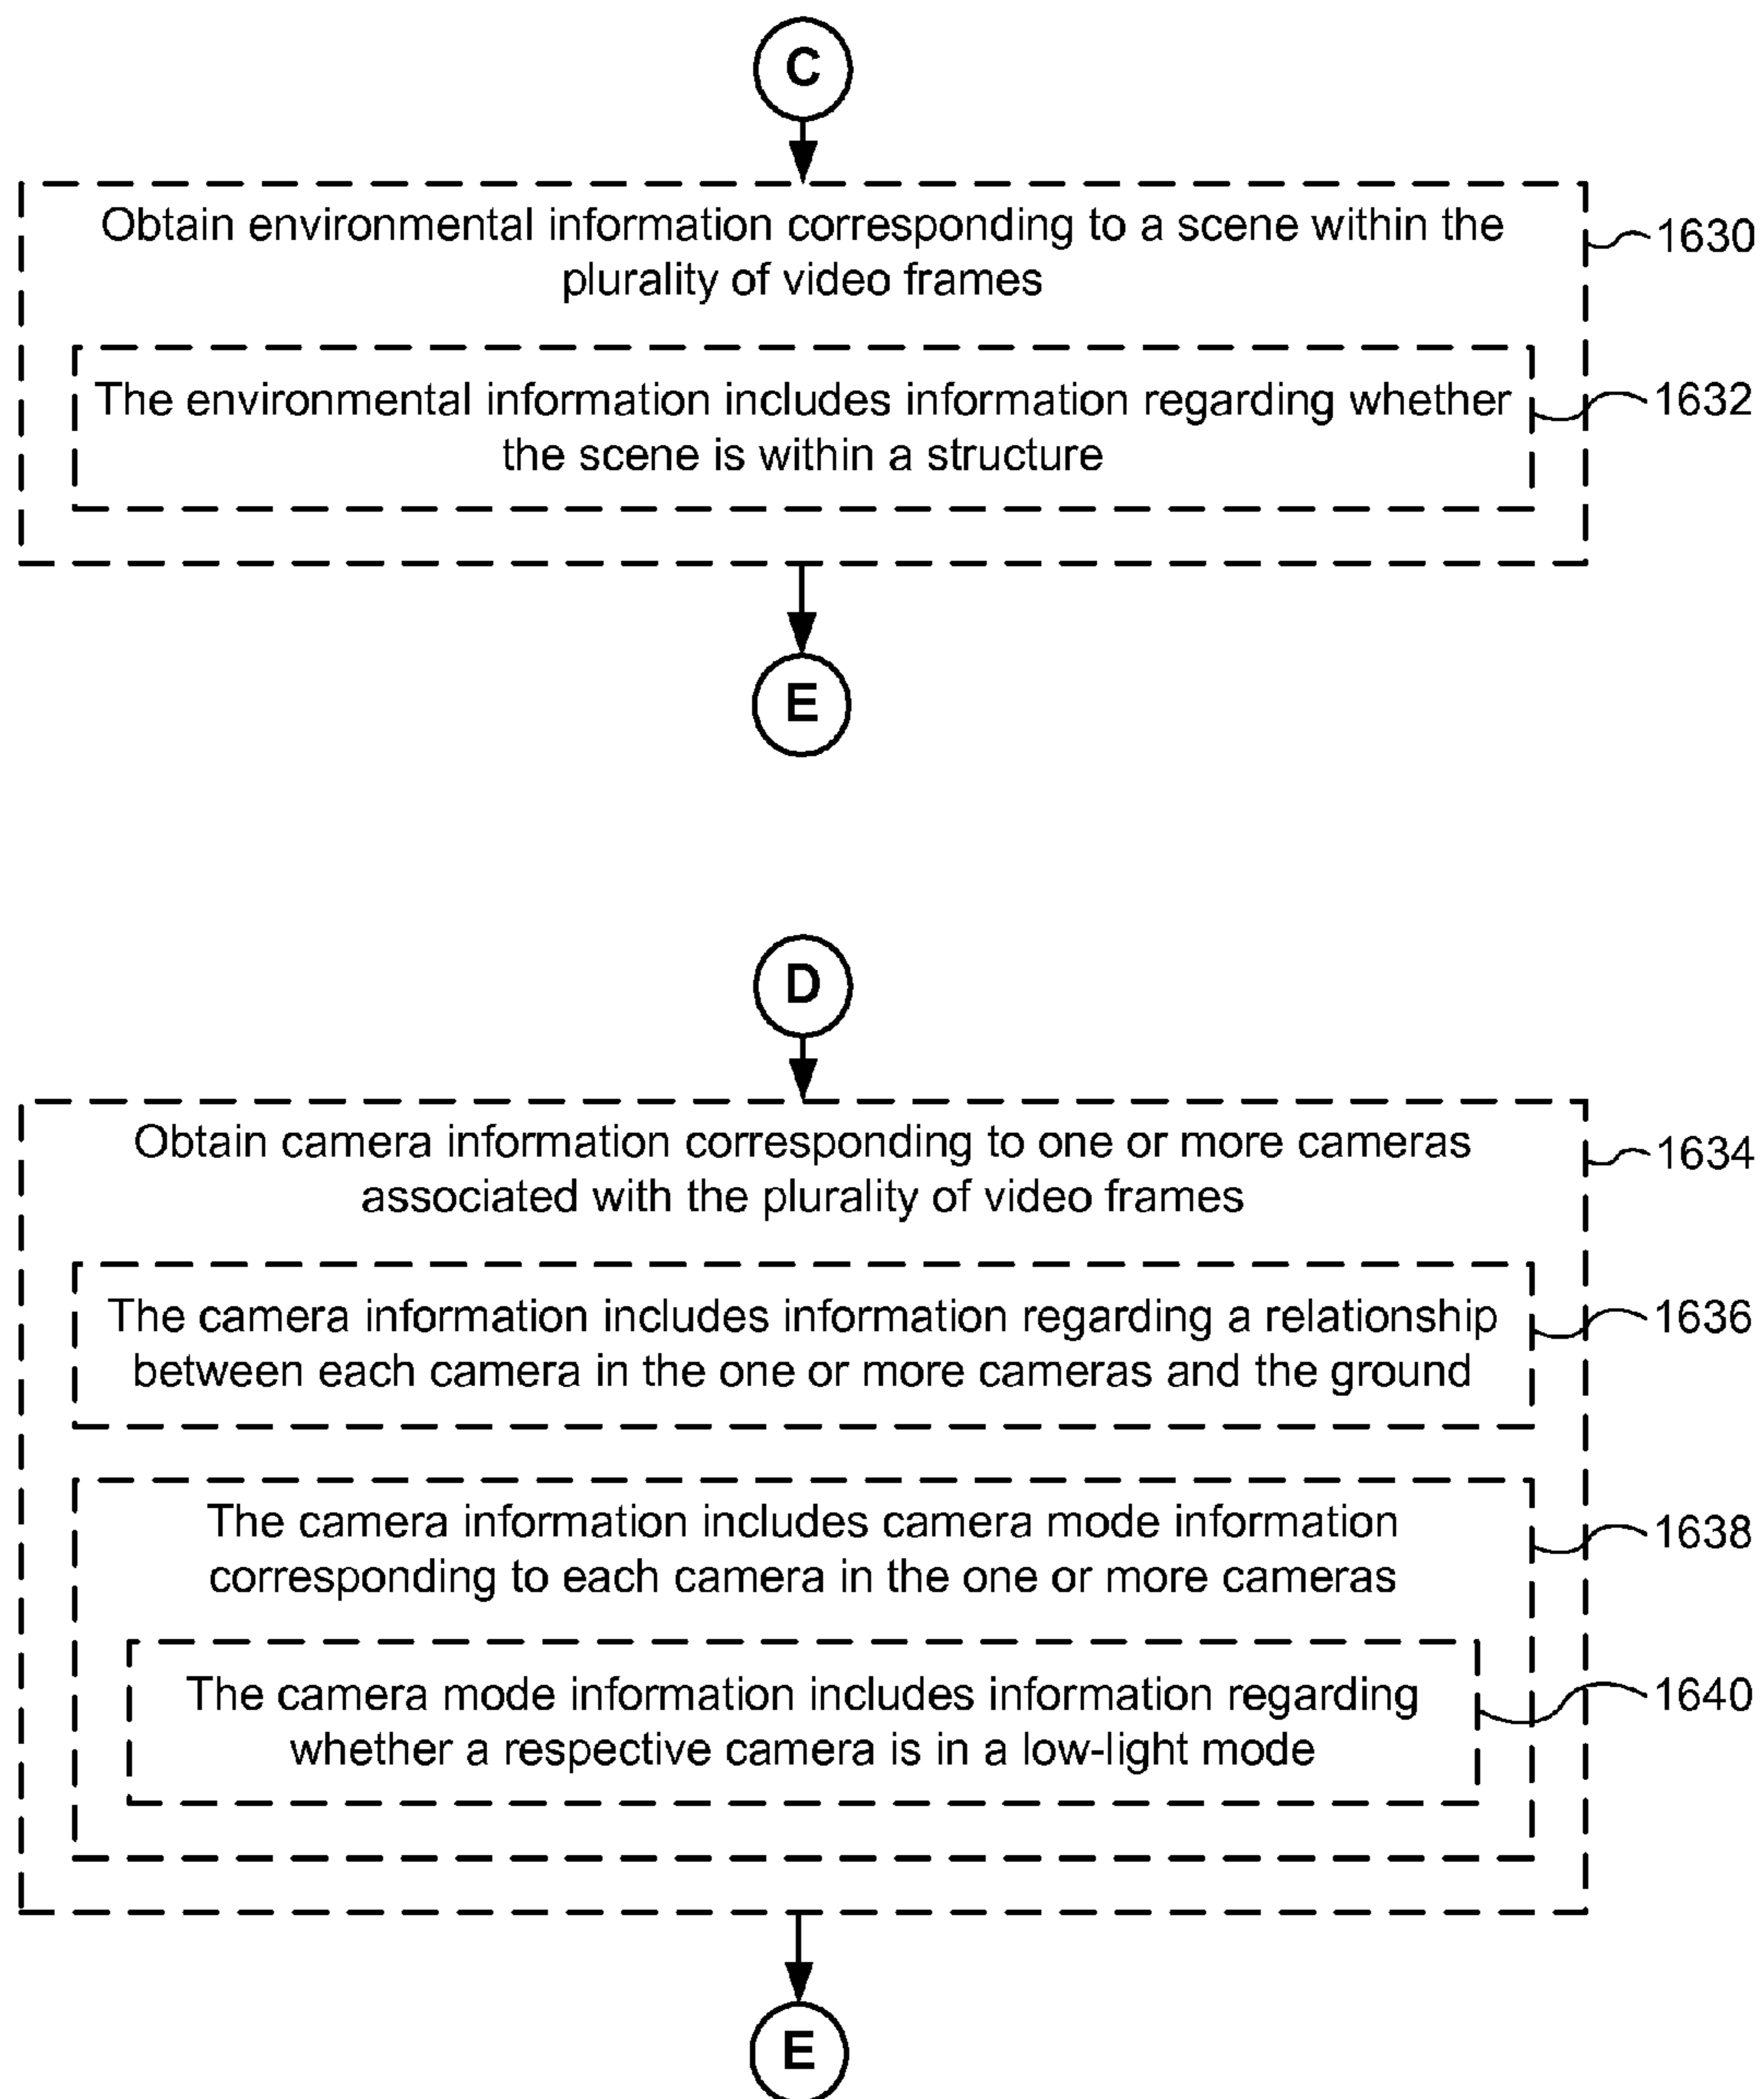 C
Obtain environmental information corresponding to a scene within the
plurality of video frames
1630
The environmental information includes information regarding whether
the scene is within a structure
1632
E
D
Obtain camera information corresponding to one or more cameras
associated with the plurality of video frames
1634
The camera information includes information regarding a relationship
between each camera in the one or more cameras and the ground
1636
The camera information includes camera mode information
corresponding to each camera in the one or more cameras
1638
The camera mode information includes information regarding
whether a respective camera is in a low-light mode
1640
E